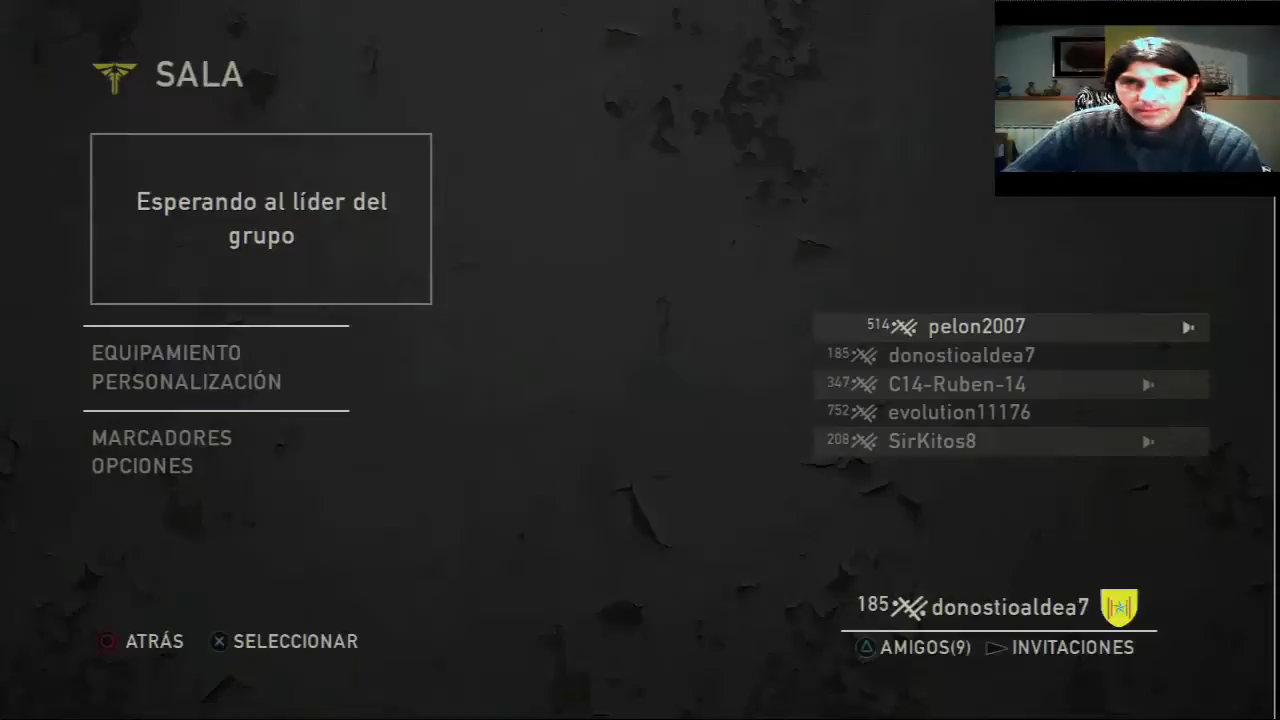 SALA
Esperando al líder del
grupo
EQUIPAMIENTO
PERSONALIZACIÓN
MARCADORES
OPCIONES
514 pelon2007
185 donostioaldea7
347 C14-Ruben-14
752 evolution11176
208 SirKitos8
185 donostioaldea7
ATRÁS SELECCIONAR
AMIGOS(9) INVITACIONES